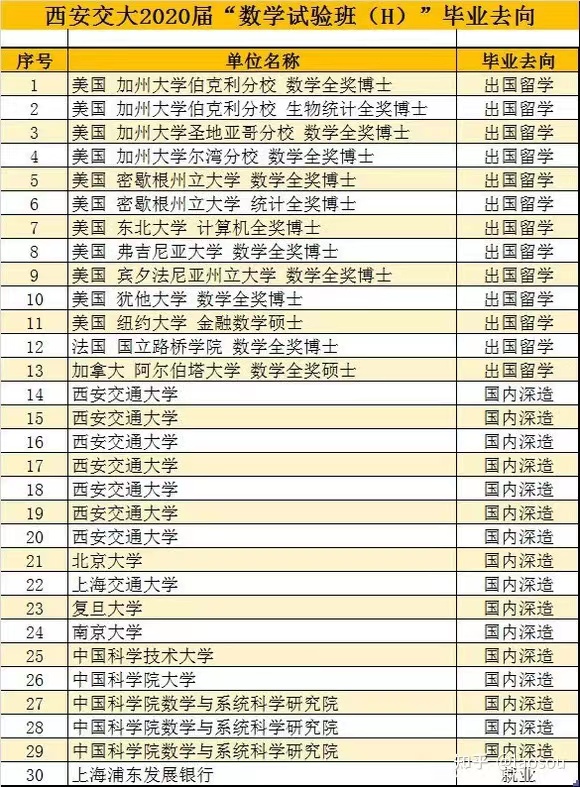 西安交大2020届“数学试验班（H）”毕业去向
序号 单位名称 毕业去向
1 美国 加州大学伯克利分校 数学全奖博士 出国留学
2 美国 加州大学伯克利分校 生物统计全奖博士 出国留学
3 美国 加州大学圣地亚哥分校 数学全奖博士 出国留学
4 美国 加州大学尔湾分校 数学全奖博士 出国留学
5 美国 密歇根州立大学 数学全奖博士 出国留学
6 美国 密歇根州立大学 统计全奖博士 出国留学
7 美国 东北大学 计算机全奖博士 出国留学
8 美国 弗吉尼亚大学 数学全奖博士 出国留学
9 美国 宾夕法尼亚州立大学 数学全奖博士 出国留学
10 美国 犹他大学 数学全奖博士 出国留学
11 美国 纽约大学 金融数学硕士 出国留学
12 法国 国立路桥学院 数学全奖博士 出国留学
13 加拿大 阿尔伯塔大学 数学全奖硕士 出国留学
14 西安交通大学 国内深造
15 西安交通大学 国内深造
16 西安交通大学 国内深造
17 西安交通大学 国内深造
18 西安交通大学 国内深造
19 西安交通大学 国内深造
20 西安交通大学 国内深造
21 北京大学 国内深造
22 上海交通大学 国内深造
23 复旦大学 国内深造
24 南京大学 国内深造
25 中国科学技术大学 国内深造
26 中国科学院大学 国内深造
27 中国科学院数学与系统科学研究院 国内深造
28 中国科学院数学与系统科学研究院 国内深造
29 中国科学院数学与系统科学研究院 国内深造
30 上海浦东发展银行 就业
知乎